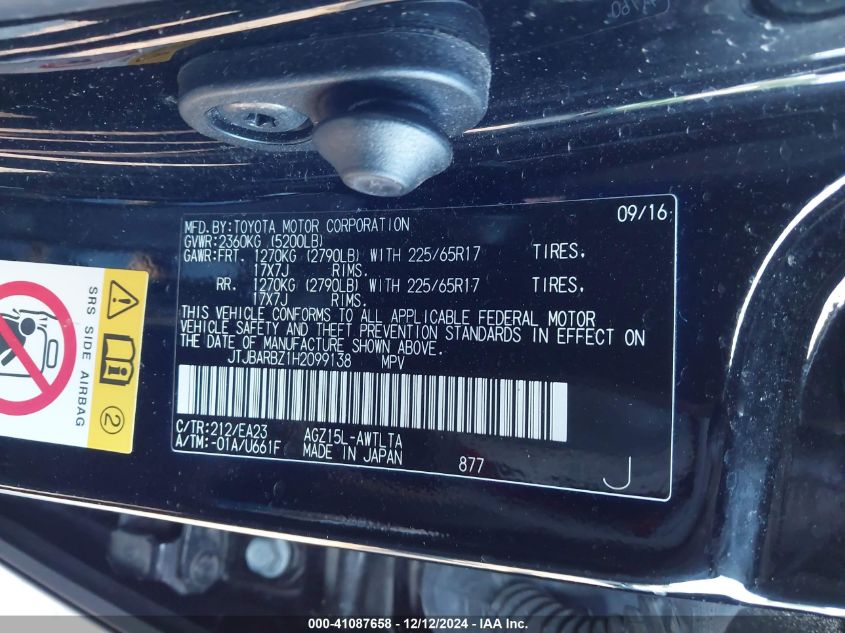 MFD.BY:TOYOTA MOTOR CORPORATION 09/16
GVWR:2360KG (5200LB)
GAWR:FRT. 1270KG (2790LB) WITH 225/65R17 TIRES.
17X7J RIMS.
RR. 1270KG (2790LB) WITH 225/65R17 TIRES.
17X7J RIMS.
THIS VEHICLE CONFORMS TO ALL APPLICABLE FEDERAL MOTOR
VEHICLE SAFETY AND THEFT PREVENTION STANDARDS IN EFFECT ON
THE DATE OF MANUFACTURE SHOWN ABOVE.
JTJBARBZ1H2099138 MPV
C/TR:212/EA23 AGZ15L-AWTLTA
A/TM:-01A/U661F MADE IN JAPAN 877
J
SRS SIDE AIRBAG
2
000-41087658 - 12/12/2024 - IAA Inc.